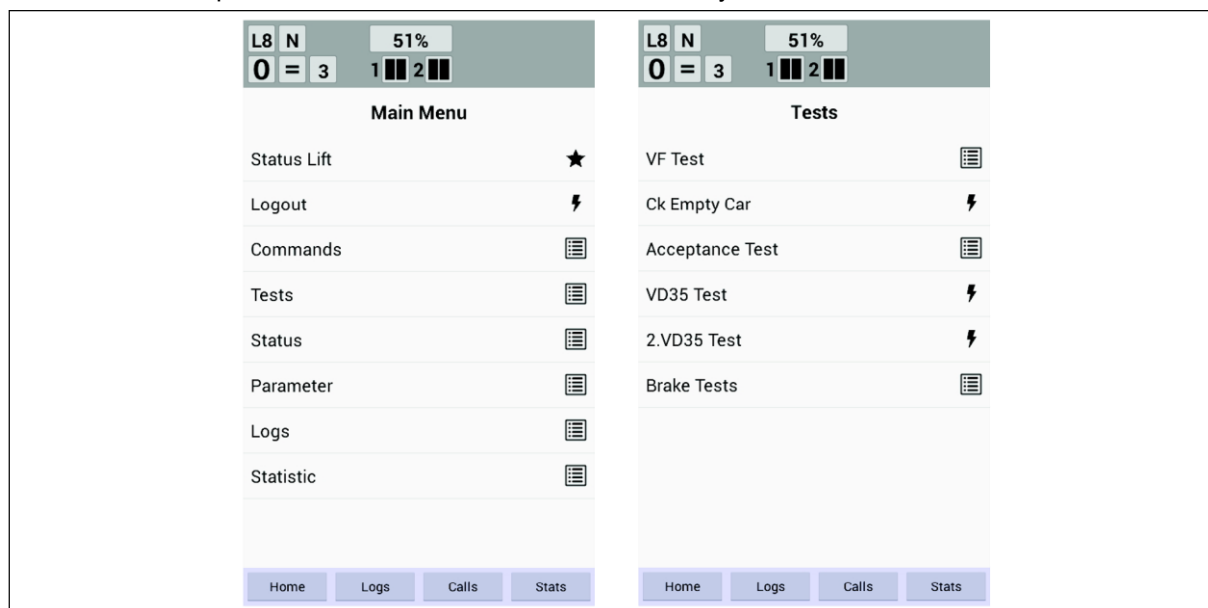 L8 N 51%
0 = 3 1 2
Main Menu
Status Lift
Logout
Commands
Tests
Status
Parameter
Logs
Statistic
Home Logs Calls Stats
L8 N 51%
0 = 3 1 2
Tests
VF Test
Ck Empty Car
Acceptance Test
VD35 Test
2.VD35 Test
Brake Tests
Home Logs Calls Stats